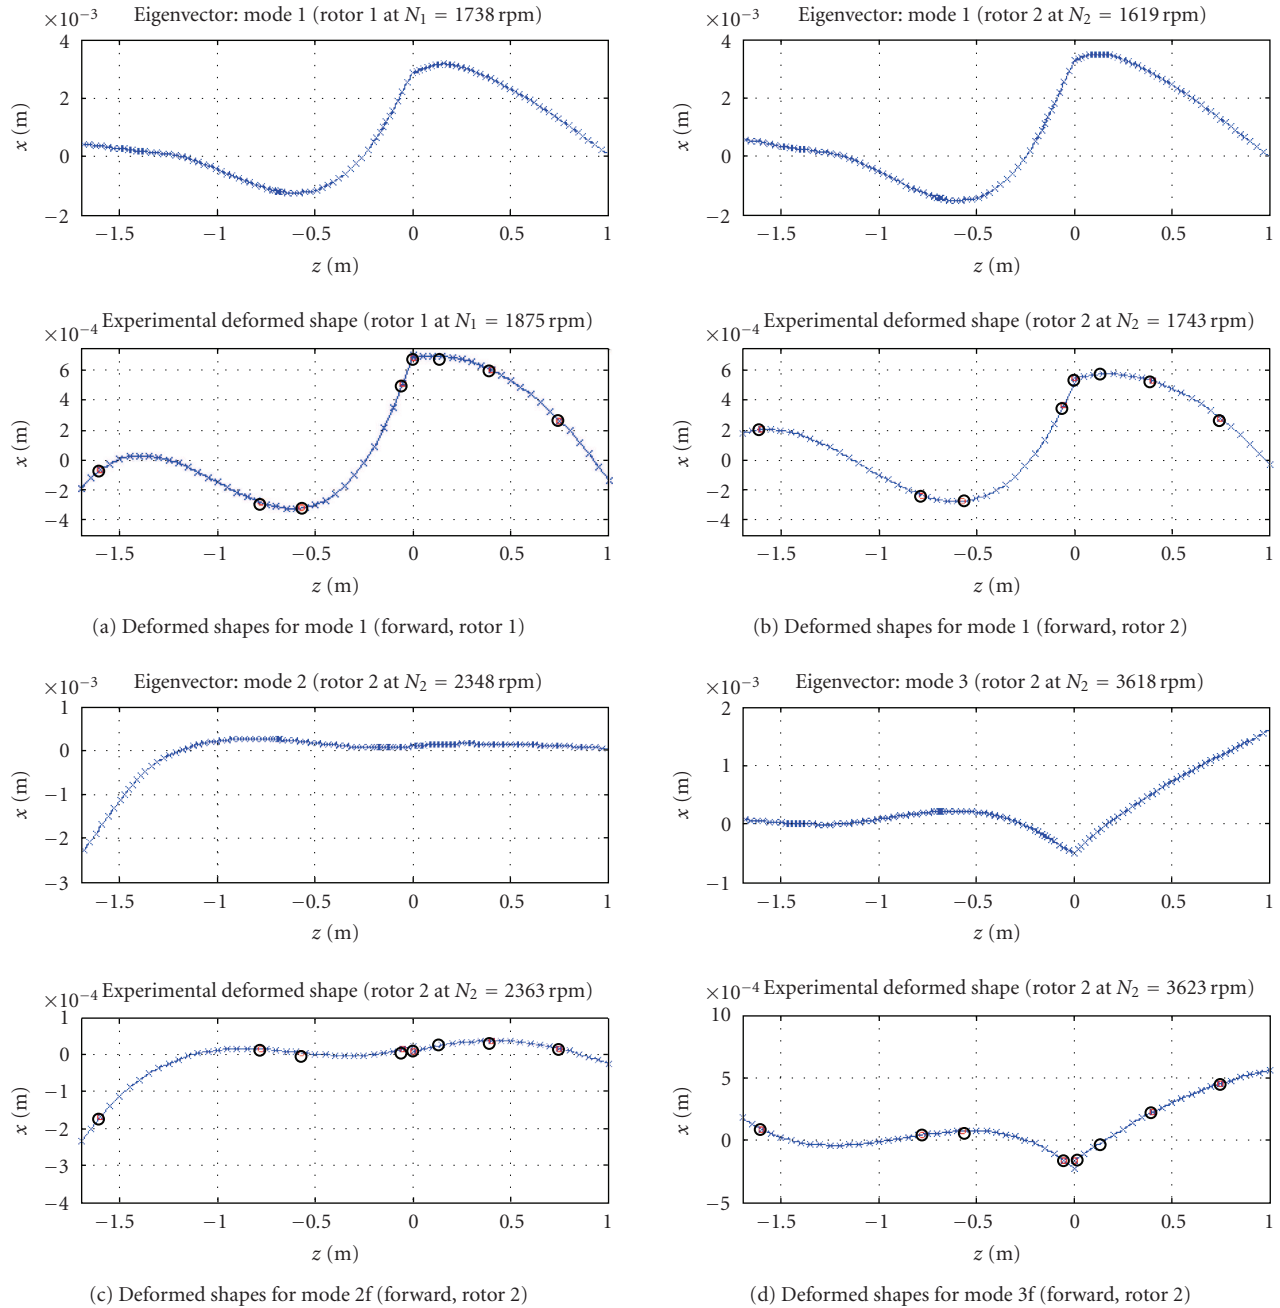 ×10−3 Eigenvector: mode 1 (rotor 1 at N1 = 1738 rpm)
4
2
0
−2
x (m)
−1.5 −1 −0.5 0 0.5 1
z (m)
×10−4 Experimental deformed shape (rotor 1 at N1 = 1875 rpm)
6
4
2
0
−2
−4
x (m)
−1.5 −1 −0.5 0 0.5 1
z (m)
(a) Deformed shapes for mode 1 (forward, rotor 1)
×10−3 Eigenvector: mode 1 (rotor 2 at N2 = 1619 rpm)
4
2
0
−2
x (m)
−1.5 −1 −0.5 0 0.5 1
z (m)
×10−4 Experimental deformed shape (rotor 2 at N2 = 1743 rpm)
6
4
2
0
−2
−4
x (m)
−1.5 −1 −0.5 0 0.5 1
z (m)
(b) Deformed shapes for mode 1 (forward, rotor 2)
×10−3 Eigenvector: mode 2 (rotor 2 at N2 = 2348 rpm)
1
0
−1
−2
−3
x (m)
−1.5 −1 −0.5 0 0.5 1
z (m)
×10−4 Experimental deformed shape (rotor 2 at N2 = 2363 rpm)
1
0
−1
−2
−3
−4
x (m)
−1.5 −1 −0.5 0 0.5 1
z (m)
(c) Deformed shapes for mode 2f (forward, rotor 2)
×10−3 Eigenvector: mode 3 (rotor 2 at N2 = 3618 rpm)
2
1
0
−1
x (m)
−1.5 −1 −0.5 0 0.5 1
z (m)
×10−4 Experimental deformed shape (rotor 2 at N2 = 3623 rpm)
10
5
0
−5
x (m)
−1.5 −1 −0.5 0 0.5 1
z (m)
(d) Deformed shapes for mode 3f (forward, rotor 2)